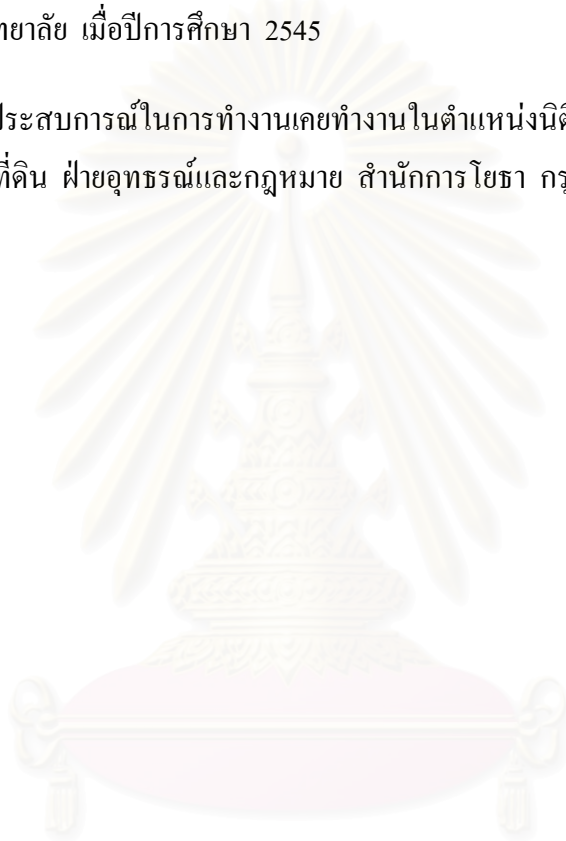 ทยาลัย เมื่อปีการศึกษา 2545
ประสบการณ์ในการทำงานเคยทำงานในตำแหน่งนิติ
ที่ดิน ฝ่ายอุทธรณ์และกฎหมาย สำนักการโยธา กรุ